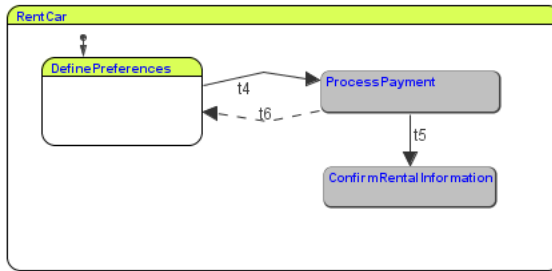 RentCar
DefinePreferences
t4
ProcessPayment
t6
t5
ConfirmRentalInformation